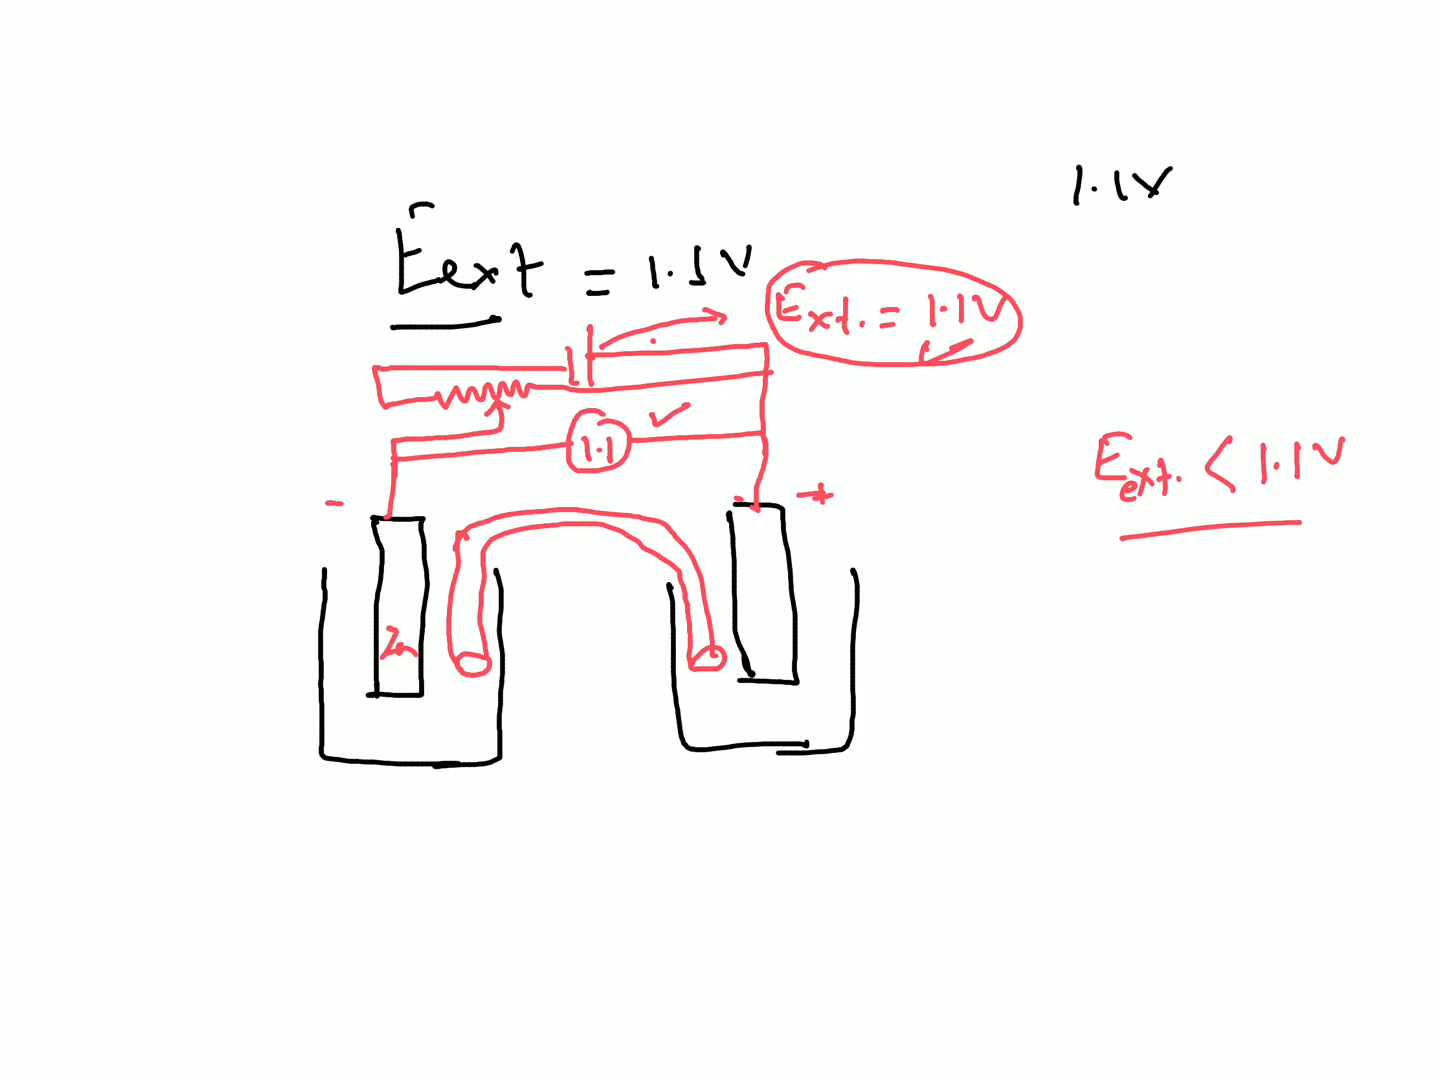 1.1V
Eext = 1.1V
Ext. = 1.1V
1.1
Eext. < 1.1V
- +
Zn